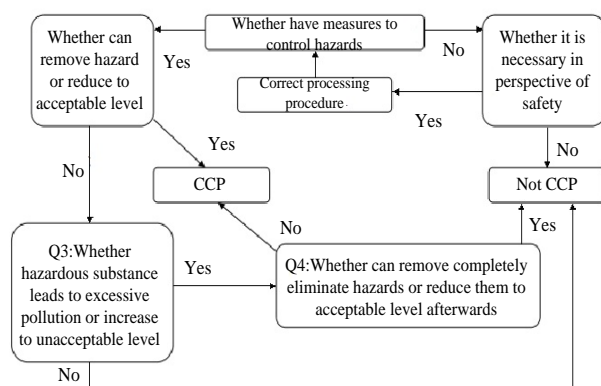 Whether have measures to
control hazards
Whether can
remove hazard
or reduce to
acceptable level
Yes
No
Whether it is
necessary in
perspective of
safety
Correct processing
procedure
Yes
No
Yes
No
CCP
Not CCP
No
Yes
Q3:Whether
hazardous substance
leads to excessive
pollution or increase
to unacceptable level
Yes
Q4:Whether can remove completely
eliminate hazards or reduce them to
acceptable level afterwards
No